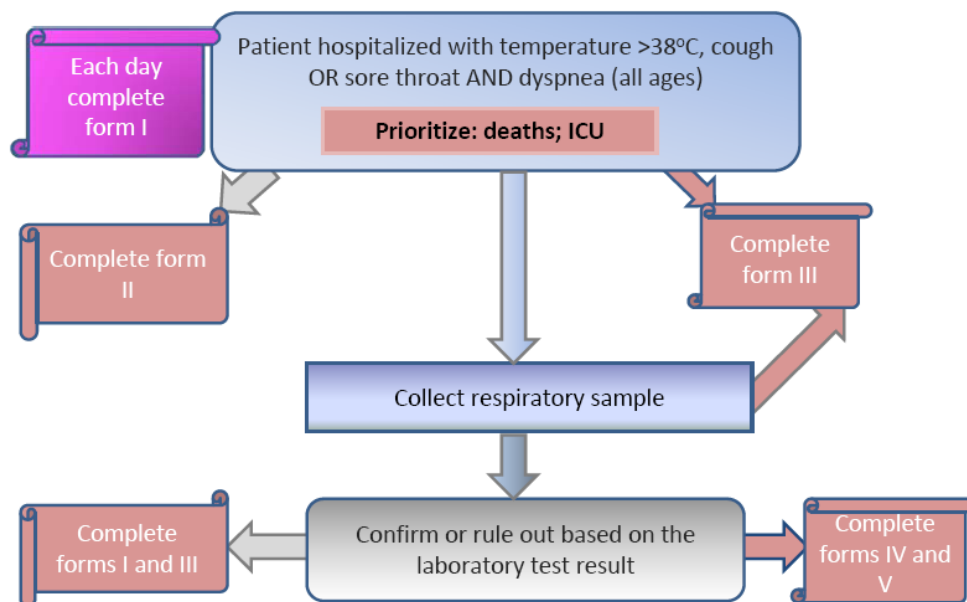 Each day
complete
form I
Patient hospitalized with temperature >38°C, cough
OR sore throat AND dyspnea (all ages)
Prioritize: deaths; ICU
Complete form
II
Complete
form III
Collect respiratory sample
Complete
forms I and III
Confirm or rule out based on the
laboratory test result
Complete
forms IV and
V